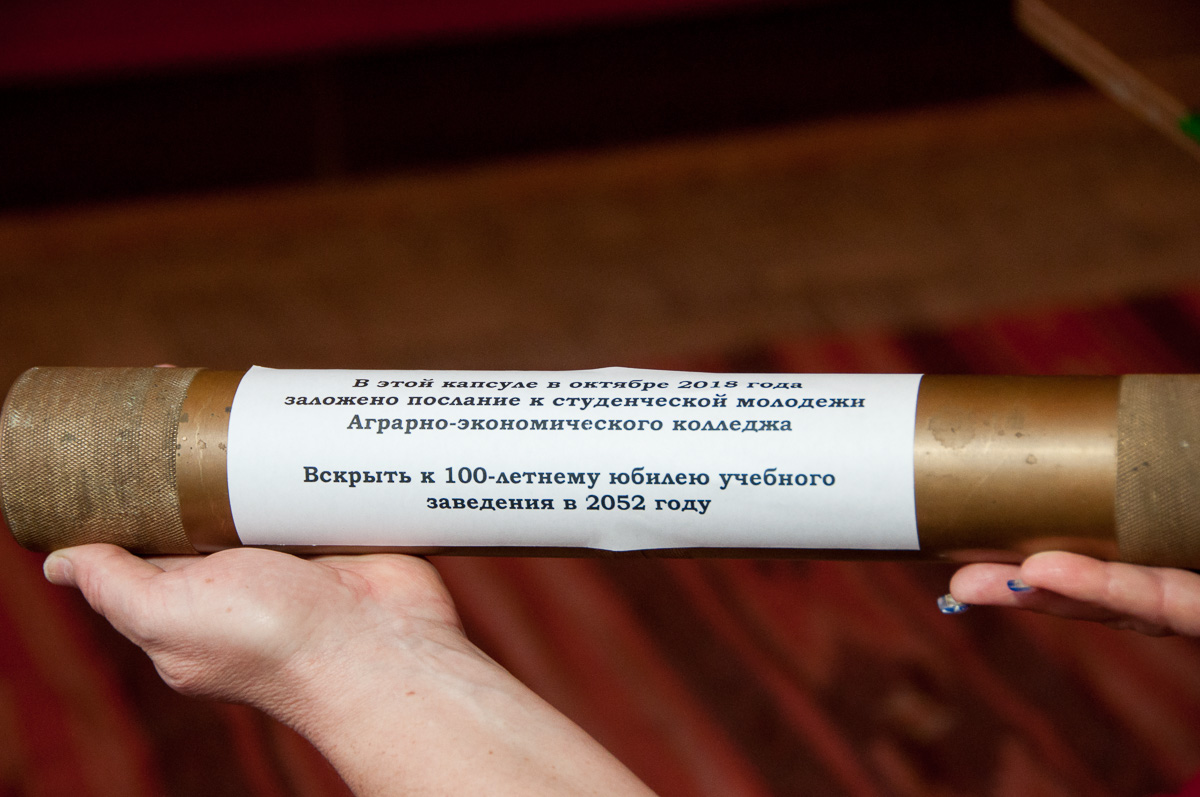 В этой капсуле в октябре 2018 года
заложено послание к студенческой молодежи
Аграрно-экономического колледжа
Вскрыть к 100-летнему юбилею учебного
заведения в 2052 году